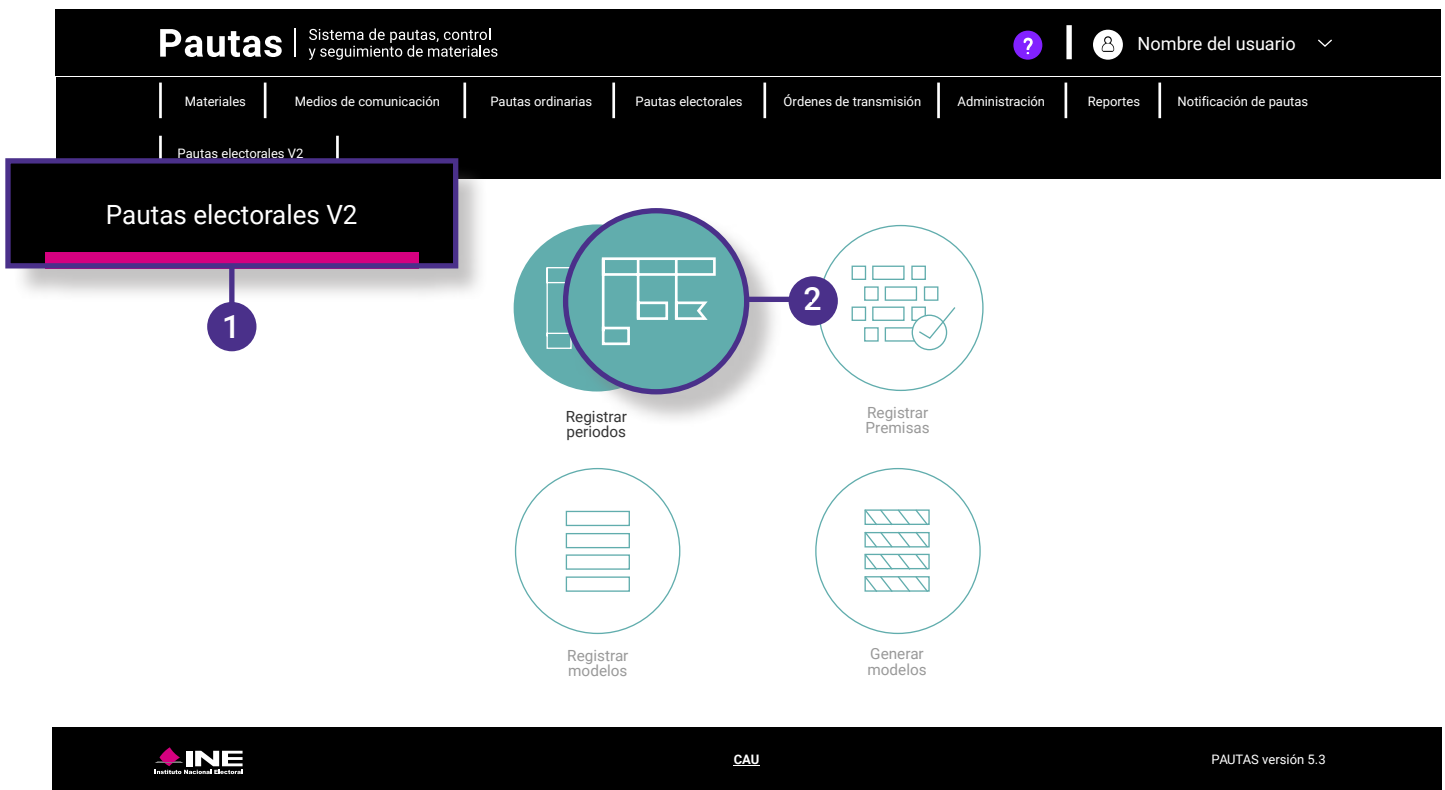 Pautas
Sistema de pautas, control
y seguimiento de materiales
?
Nombre del usuario
Materiales
Medios de comunicación
Pautas ordinarias
Pautas electorales
Órdenes de transmisión
Administración
Reportes
Notificación de pautas
Pautas electorales V2
Pautas electorales V2
1
2
Registrar
periodos
Registrar
Premisas
Registrar
modelos
Generar
modelos
INE
Instituto Nacional Electoral
CAU
PAUTAS versión 5.3